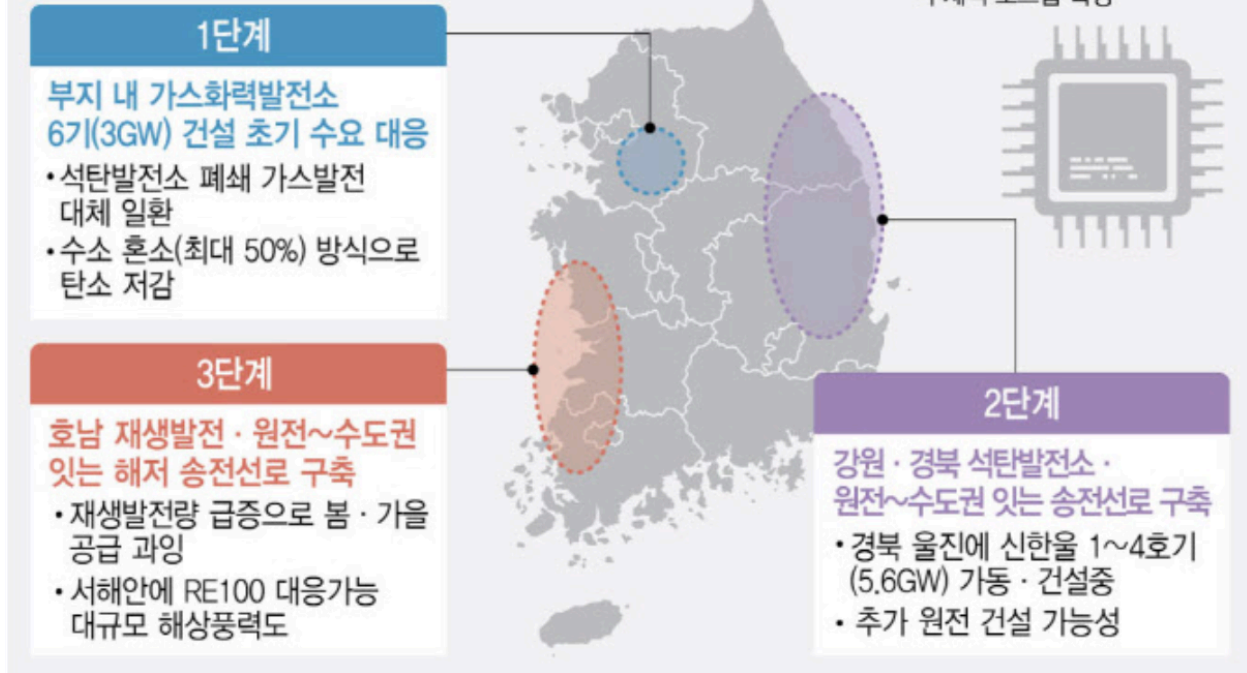 1단계
부지 내 가스화력발전소
6기(3GW) 건설 초기 수요 대응
• 석탄발전소 폐쇄 가스발전
대체 일환
• 수소 혼소(최대 50%) 방식으로
탄소 저감
3단계
호남 재생발전 · 원전~수도권
잇는 해저 송전선로 구축
• 재생발전량 급증으로 봄 · 가을
공급 과잉
• 서해안에 RE100 대응가능
대규모 해상풍력도
2단계
강원 · 경북 석탄발전소 ·
원전~수도권 잇는 송전선로 구축
• 경북 울진에 신한울 1~4호기
(5.6GW) 가동 · 건설중
• 추가 원전 건설 가능성